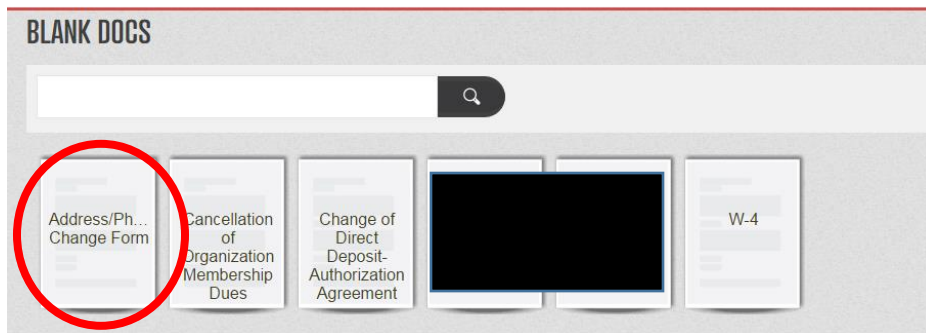 BLANK DOCS
Address/Ph...
Change Form
Cancellation
of
Organization
Membership
Dues
Change of
Direct
Deposit-
Authorization
Agreement
W-4